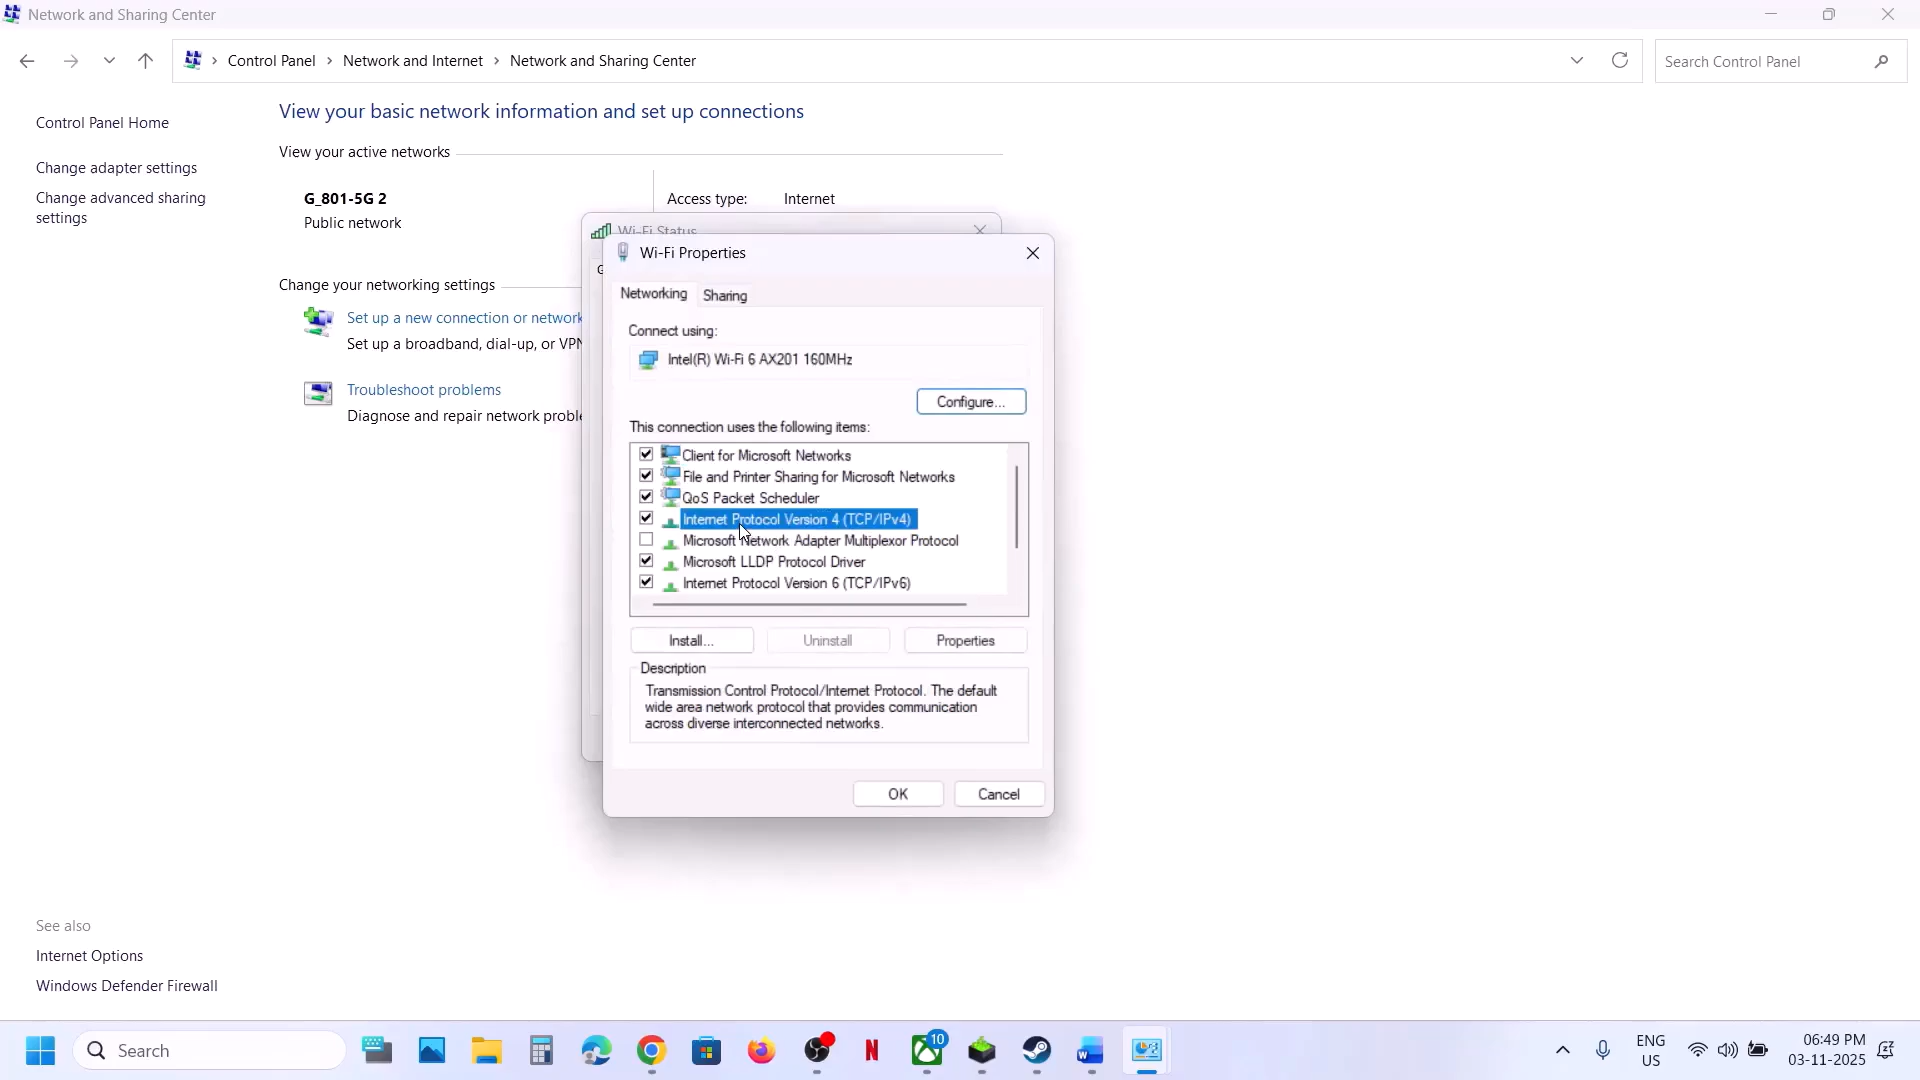 Network and Sharing Center
Control Panel > Network and Internet > Network and Sharing Center
Search Control Panel
Control Panel Home
Change adapter settings
Change advanced sharing
settings
View your basic network information and set up connections
View your active networks
G_801-5G 2
Public network
Access type: Internet
Change your networking settings
Set up a new connection or network
Set up a broadband, dial-up, or VPN
Troubleshoot problems
Diagnose and repair network proble
Wi-Fi Status
Wi-Fi Properties
Networking
Sharing
Connect using:
Intel(R) Wi-Fi 6 AX201 160MHz
Configure...
This connection uses the following items:
Client for Microsoft Networks
File and Printer Sharing for Microsoft Networks
QoS Packet Scheduler
Internet Protocol Version 4 (TCP/IPv4)
Microsoft Network Adapter Multiplexor Protocol
Microsoft LLDP Protocol Driver
Internet Protocol Version 6 (TCP/IPv6)
Install...
Uninstall
Properties
Description
Transmission Control Protocol/Internet Protocol. The default
wide area network protocol that provides communication
across diverse interconnected networks.
OK
Cancel
See also
Internet Options
Windows Defender Firewall
Search
10
ENG
US
06:49 PM
03-11-2025